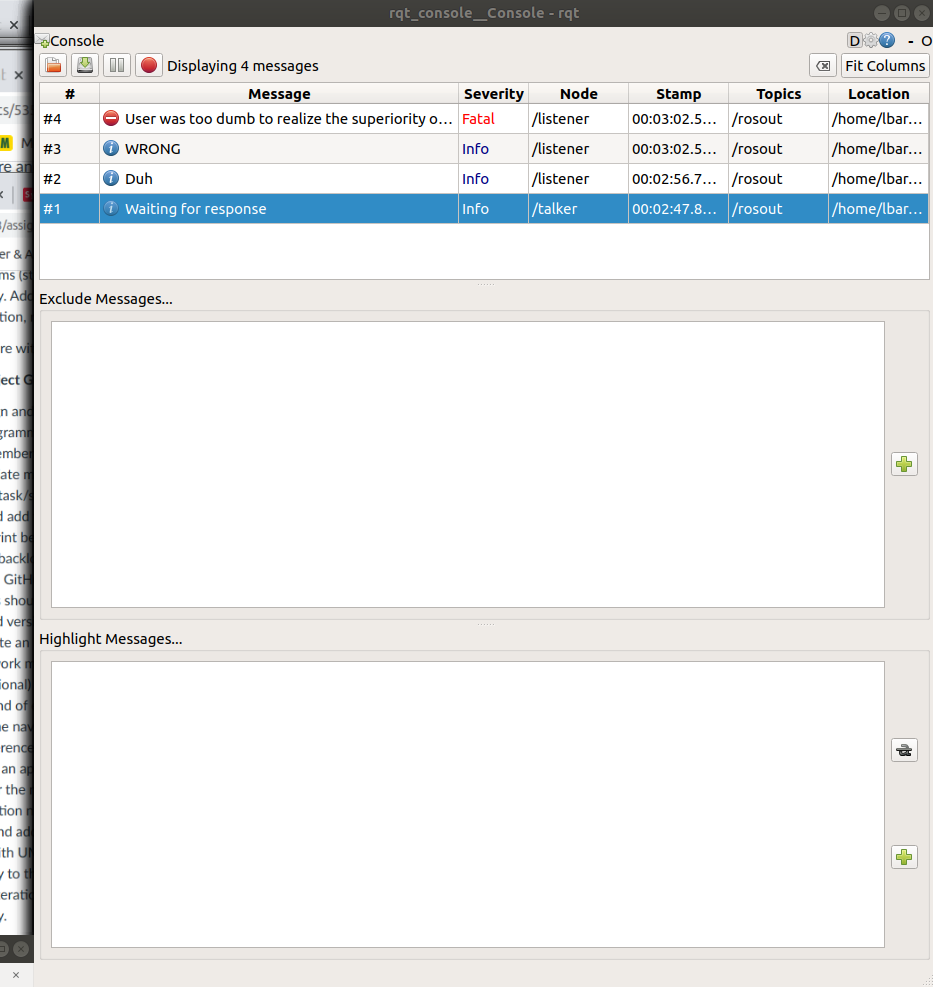 rqt_console__Console - rqt
Console
D - O
Displaying 4 messages
Fit Columns
# Message Severity Node Stamp Topics Location
#4 User was too dumb to realize the superiority o... Fatal /listener 00:03:02.5... /rosout /home/lbar...
#3 WRONG Info /listener 00:03:02.5... /rosout /home/lbar...
#2 Duh Info /listener 00:02:56.7... /rosout /home/lbar...
#1 Waiting for response Info /talker 00:02:47.8... /rosout /home/lbar...
Exclude Messages...
Highlight Messages...